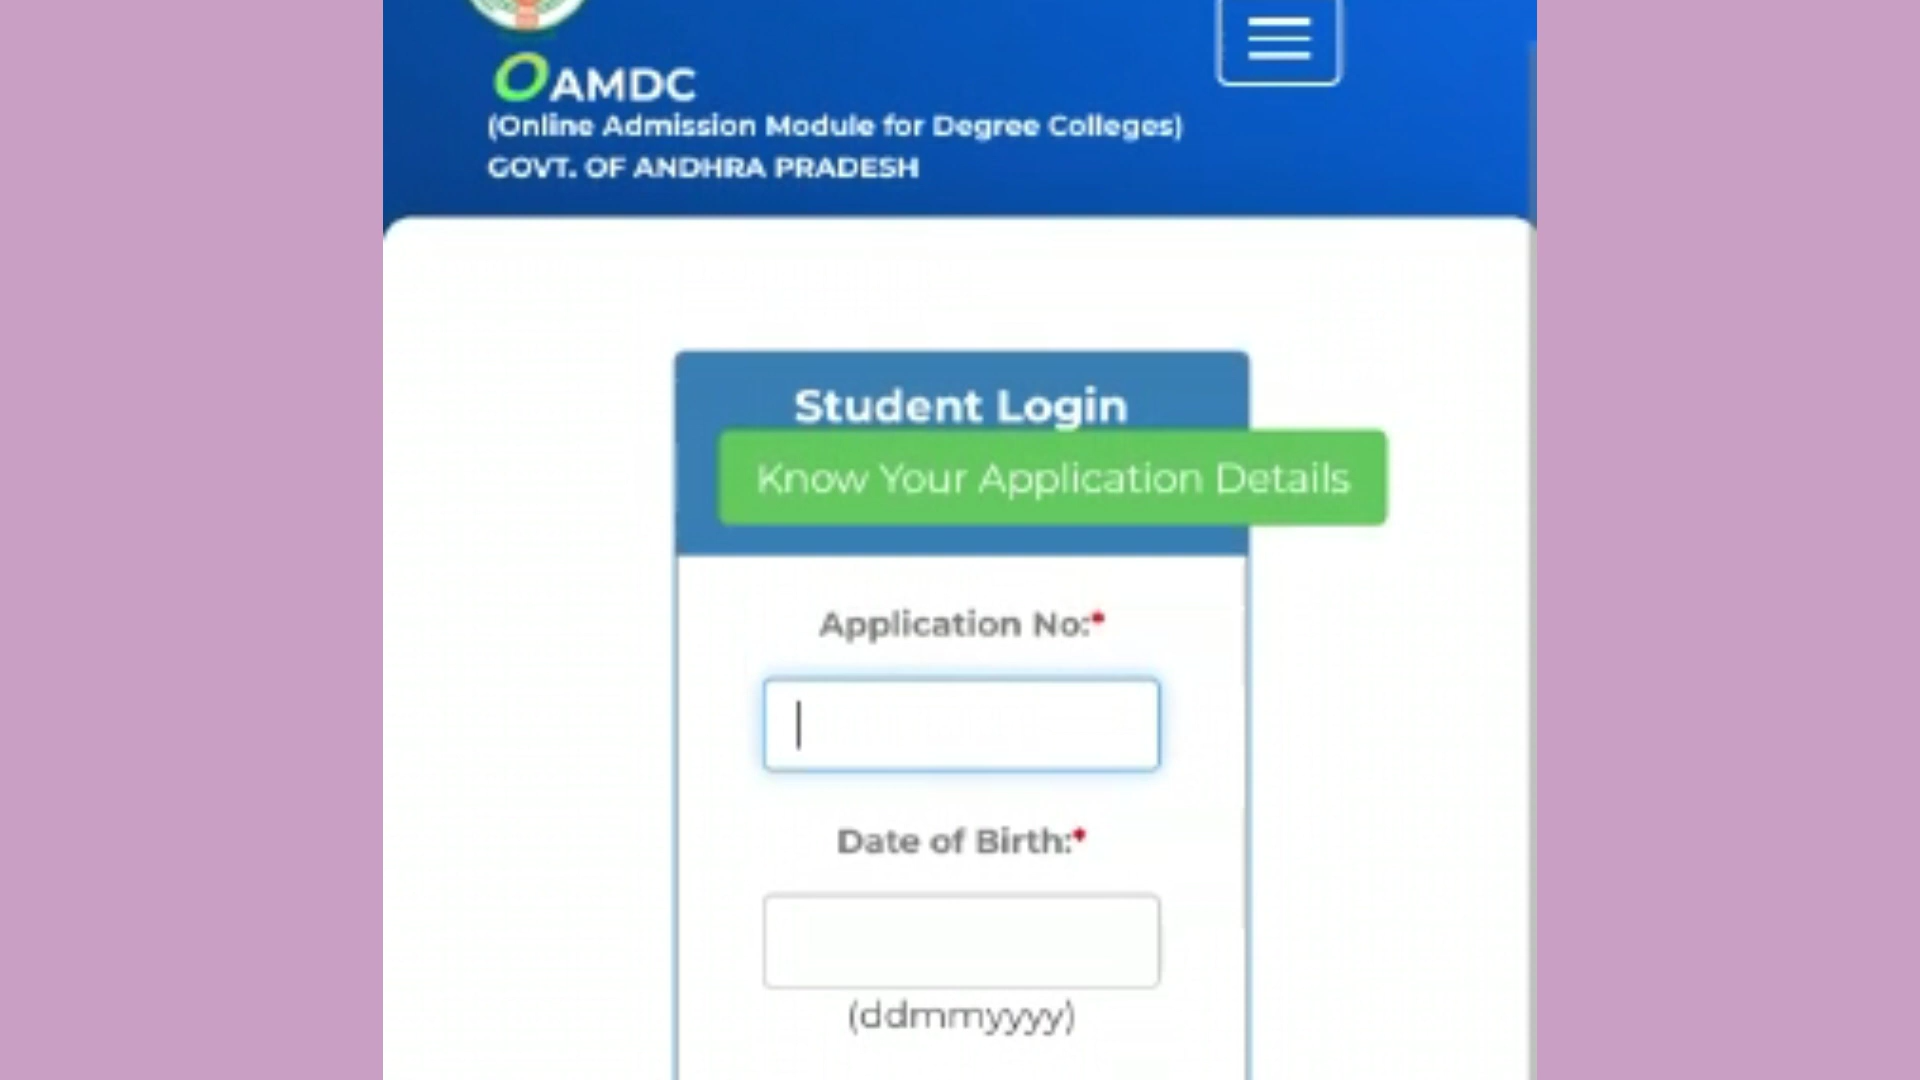 OAMDC
(Online Admission Module for Degree Colleges)
GOVT. OF ANDHRA PRADESH
Student Login
Know Your Application Details
Application No:*
Date of Birth:*
(ddmmyyyy)